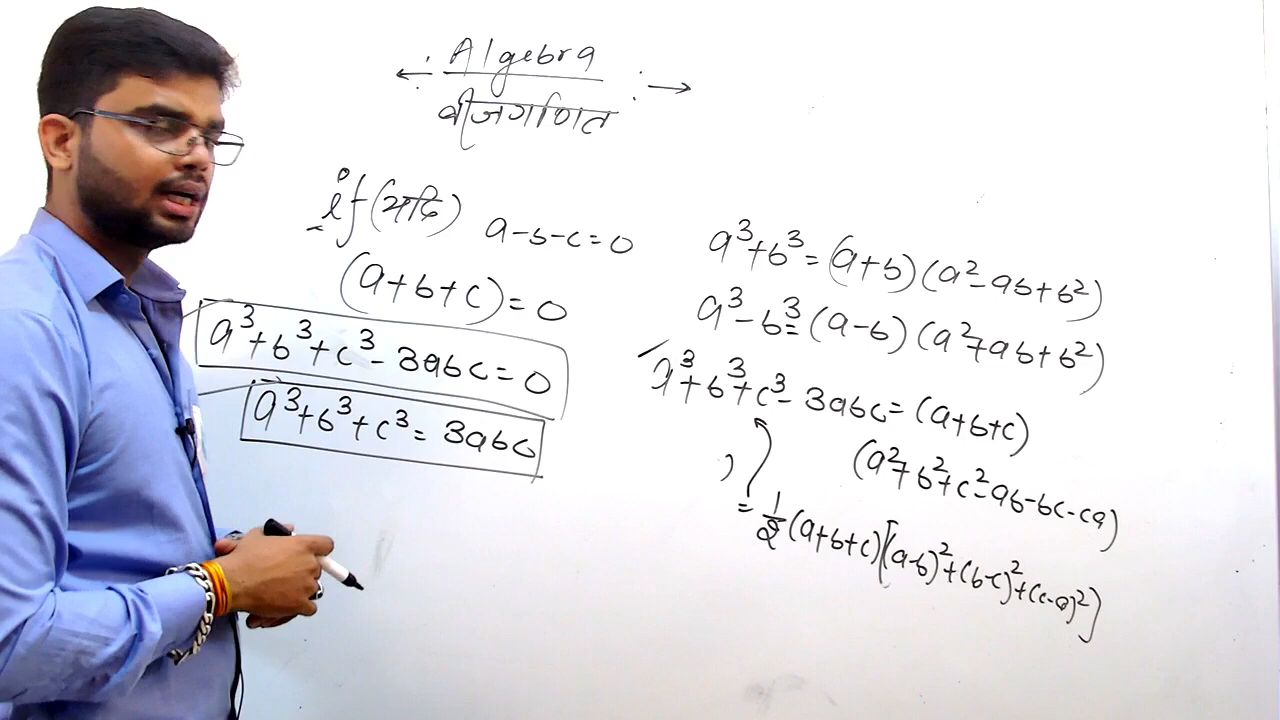 Algebra
बीजगणित
if (यदि) a-b-c=0
(a+b+c)=0
a³+b³+c³-3abc=0
a³+b³+c³=3abc
a³+b³=(a+b)(a²-ab+b²)
a³-b³=(a-b)(a²+ab+b²)
a³+b³+c³-3abc=(a+b+c)
(a²+b²+c²-ab-bc-ca)
=½(a+b+c)[(a-b)²+(b-c)²+(c-a)²]